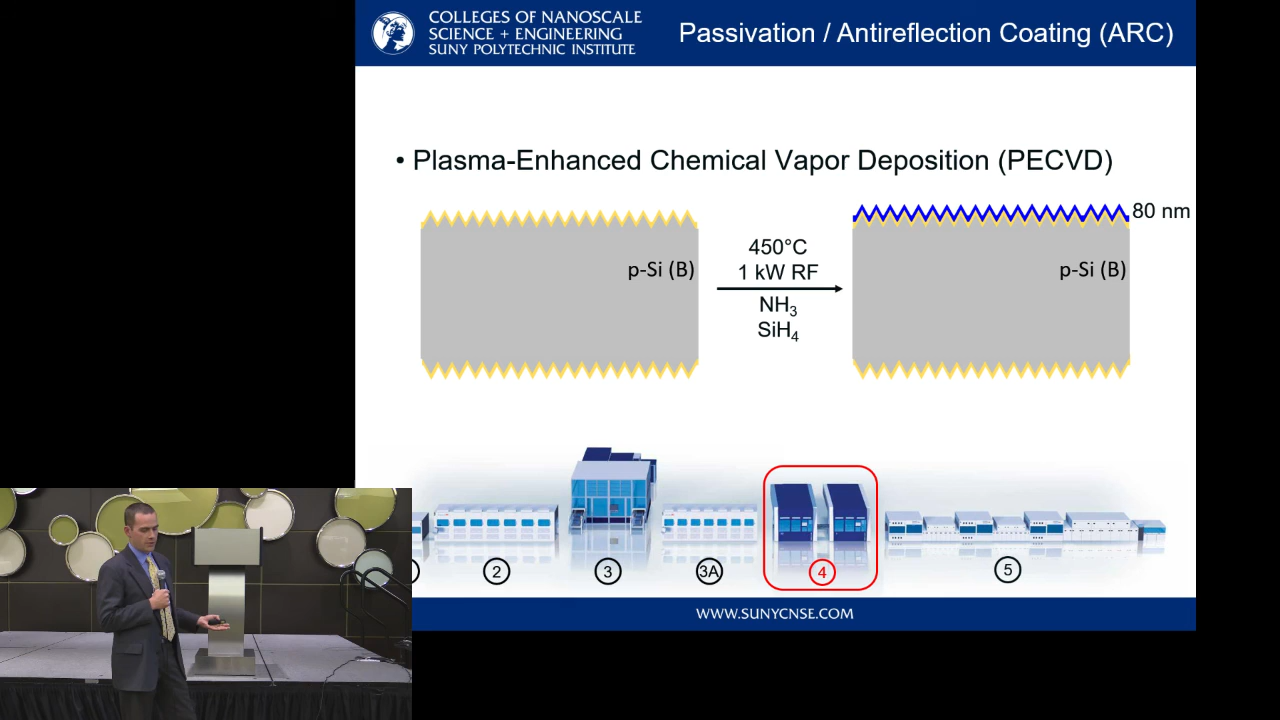 COLLEGES OF NANOSCALE
SCIENCE + ENGINEERING
SUNY POLYTECHNIC INSTITUTE
Passivation / Antireflection Coating (ARC)
• Plasma-Enhanced Chemical Vapor Deposition (PECVD)
80 nm
p-Si (B)
450°C
1 kW RF
NH₃
SiH₄
p-Si (B)
2
3
3A
4
5
WWW.SUNYCNSE.COM